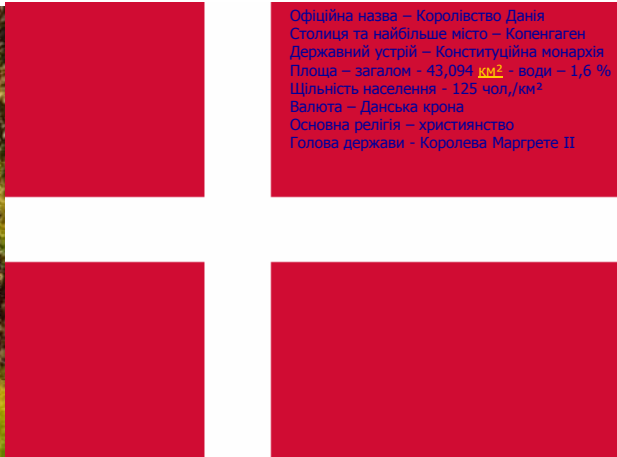 Офіційна назва – Королівство Данія
Столиця та найбільше місто – Копенгаген
Державний устрій – Конституційна монархія
Площа – загалом - 43,094 км² - води – 1,6 %
Щільність населення - 125 чол,/км²
Валюта – Данська крона
Основна релігія – християнство
Голова держави - Королева Маргрете II